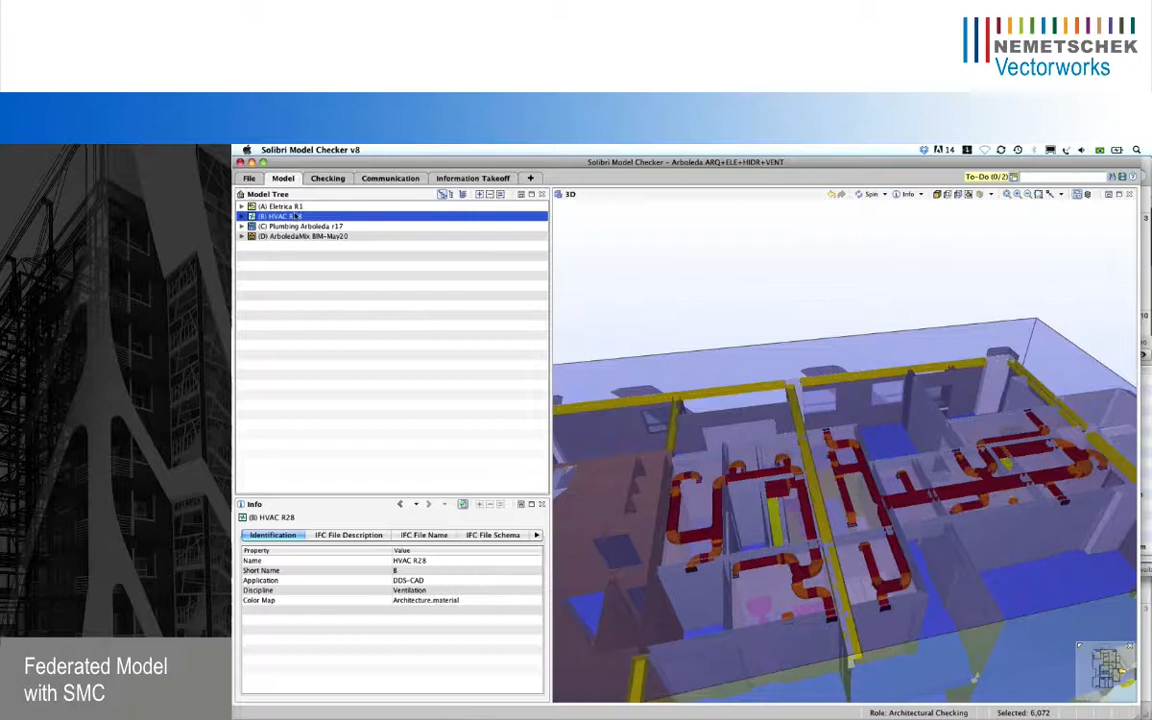 NEMETSCHEK
Vectorworks
Solibri Model Checker v8
14
Solibri Model Checker - Arboleda ARQ+ELE+HIDR+VENT
File Model Checking Communication Information Takeoff +
To-Do (0/2)
Model Tree
3D
Spin
Info
(A) Eletrica R1
(B) HVAC R28
(C) Plumbing Arboleda r17
(D) ArboledaMix BIM-May20
Info
(B) HVAC R28
Identification IFC File Description IFC File Name IFC File Schema
Property Value
Name HVAC R28
Short Name B
Application DDS-CAD
Discipline Ventilation
Color Map Architecture.material
Federated Model
with SMC
Role: Architectural Checking Selected: 6,072